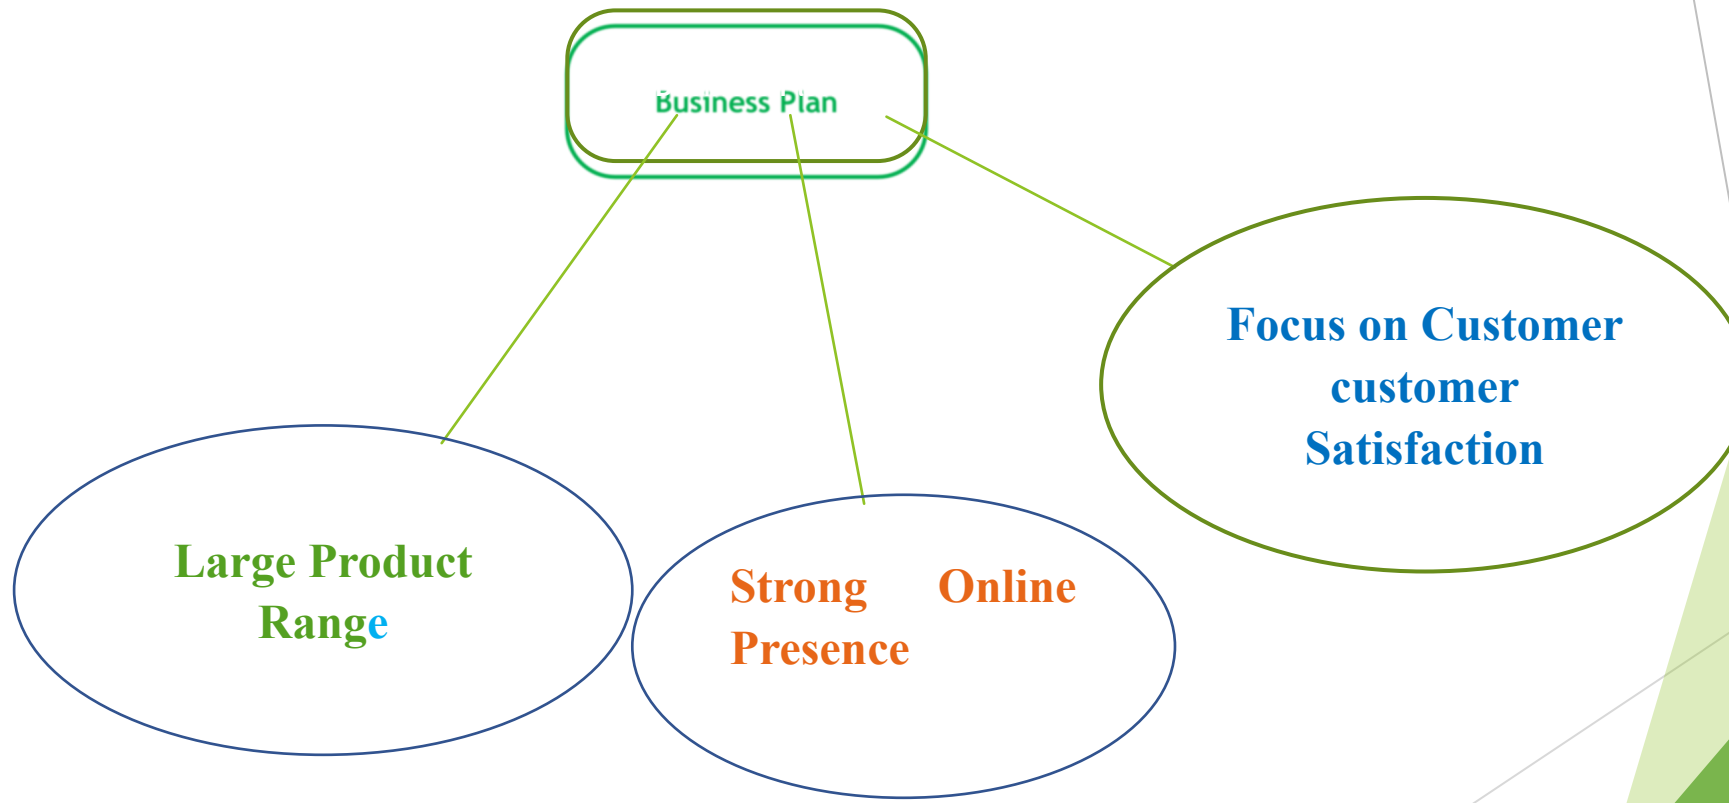 Business Plan
Focus on Customer
customer
Satisfaction
Large Product
Range
Strong Online
Presence